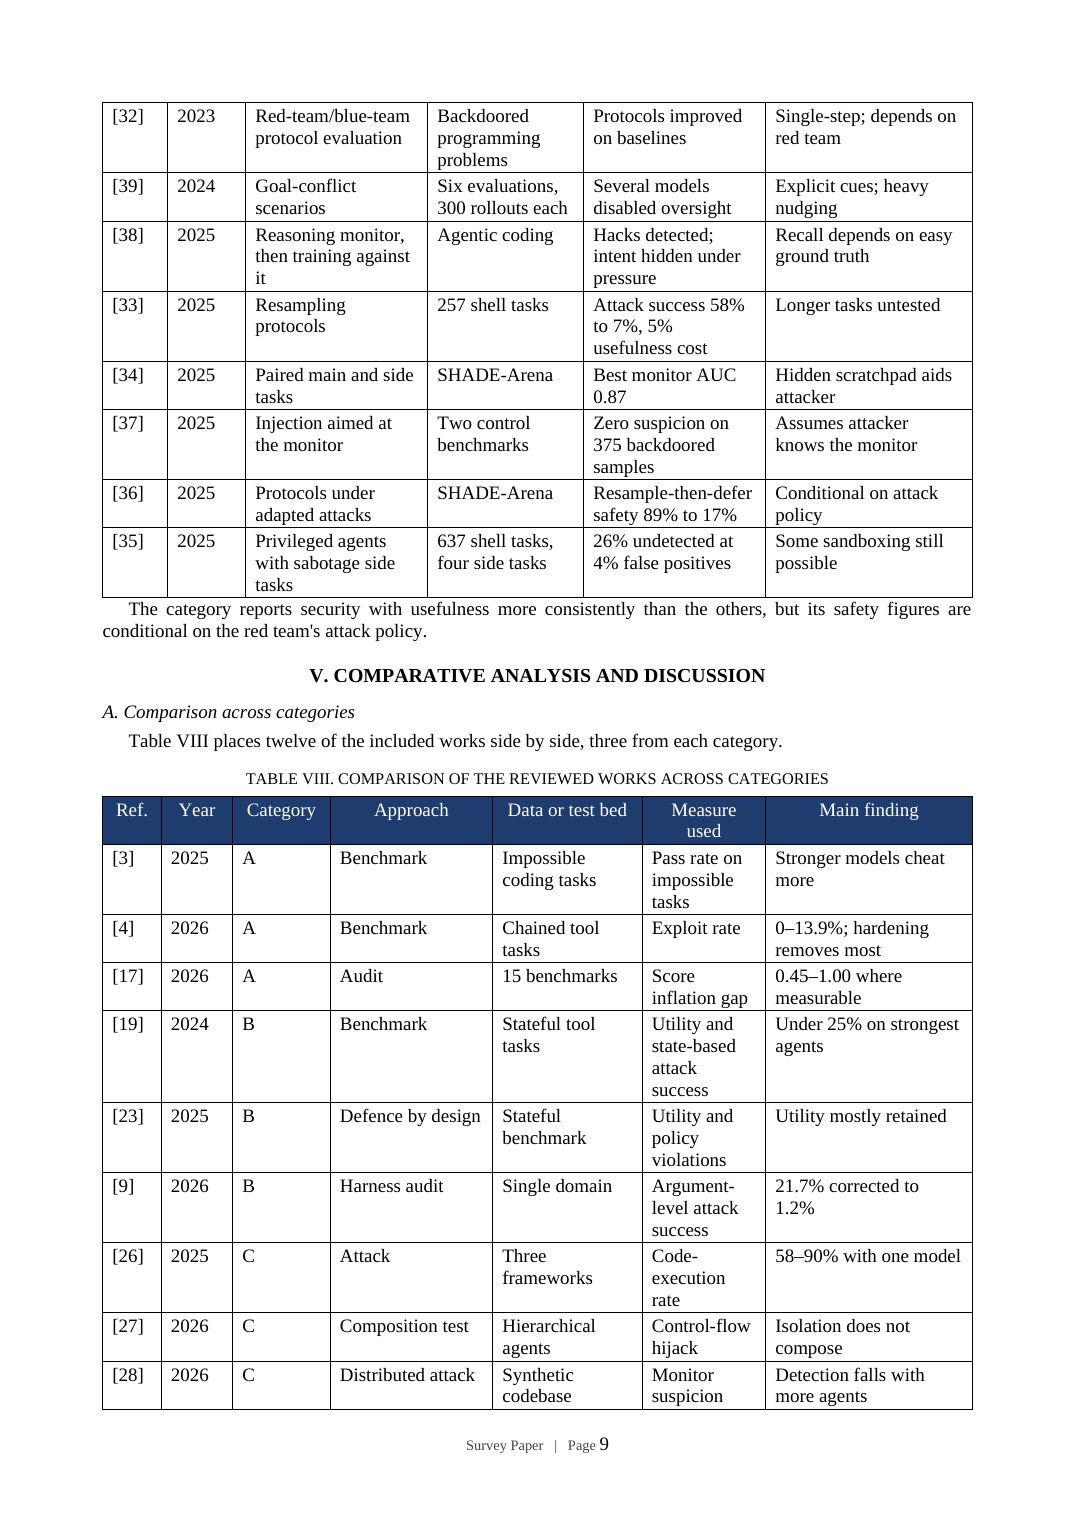 [32] 2023 Red-team/blue-team Backdoored Protocols improved Single-step; depends on
protocol evaluation programming on baselines red team
problems
[39] 2024 Goal-conflict Six evaluations, Several models Explicit cues; heavy
scenarios 300 rollouts each disabled oversight nudging
[38] 2025 Reasoning monitor, Agentic coding Hacks detected; Recall depends on easy
then training against intent hidden under ground truth
it pressure
[33] 2025 Resampling 257 shell tasks Attack success 58% Longer tasks untested
protocols to 7%, 5%
usefulness cost
[34] 2025 Paired main and side SHADE-Arena Best monitor AUC Hidden scratchpad aids
tasks 0.87 attacker
[37] 2025 Injection aimed at Two control Zero suspicion on Assumes attacker
the monitor benchmarks 375 backdoored knows the monitor
samples
[36] 2025 Protocols under SHADE-Arena Resample-then-defer Conditional on attack
adapted attacks safety 89% to 17% policy
[35] 2025 Privileged agents 637 shell tasks, 26% undetected at Some sandboxing still
with sabotage side four side tasks 4% false positives possible
tasks
The category reports security with usefulness more consistently than the others, but its safety figures are
conditional on the red team's attack policy.
V. COMPARATIVE ANALYSIS AND DISCUSSION
A. Comparison across categories
Table VIII places twelve of the included works side by side, three from each category.
TABLE VIII. COMPARISON OF THE REVIEWED WORKS ACROSS CATEGORIES
Ref. Year Category Approach Data or test bed Measure Main finding
used
[3] 2025 A Benchmark Impossible Pass rate on Stronger models cheat
coding tasks impossible more
tasks
[4] 2026 A Benchmark Chained tool Exploit rate 0–13.9%; hardening
tasks removes most
[17] 2026 A Audit 15 benchmarks Score 0.45–1.00 where
inflation gap measurable
[19] 2024 B Benchmark Stateful tool Utility and Under 25% on strongest
tasks state-based agents
attack
success
[23] 2025 B Defence by design Stateful Utility and Utility mostly retained
benchmark policy
violations
[9] 2026 B Harness audit Single domain Argument- 21.7% corrected to
level attack 1.2%
success
[26] 2025 C Attack Three Code- 58–90% with one model
frameworks execution
rate
[27] 2026 C Composition test Hierarchical Control-flow Isolation does not
agents hijack compose
[28] 2026 C Distributed attack Synthetic Monitor Detection falls with
codebase suspicion more agents
Survey Paper | Page 9